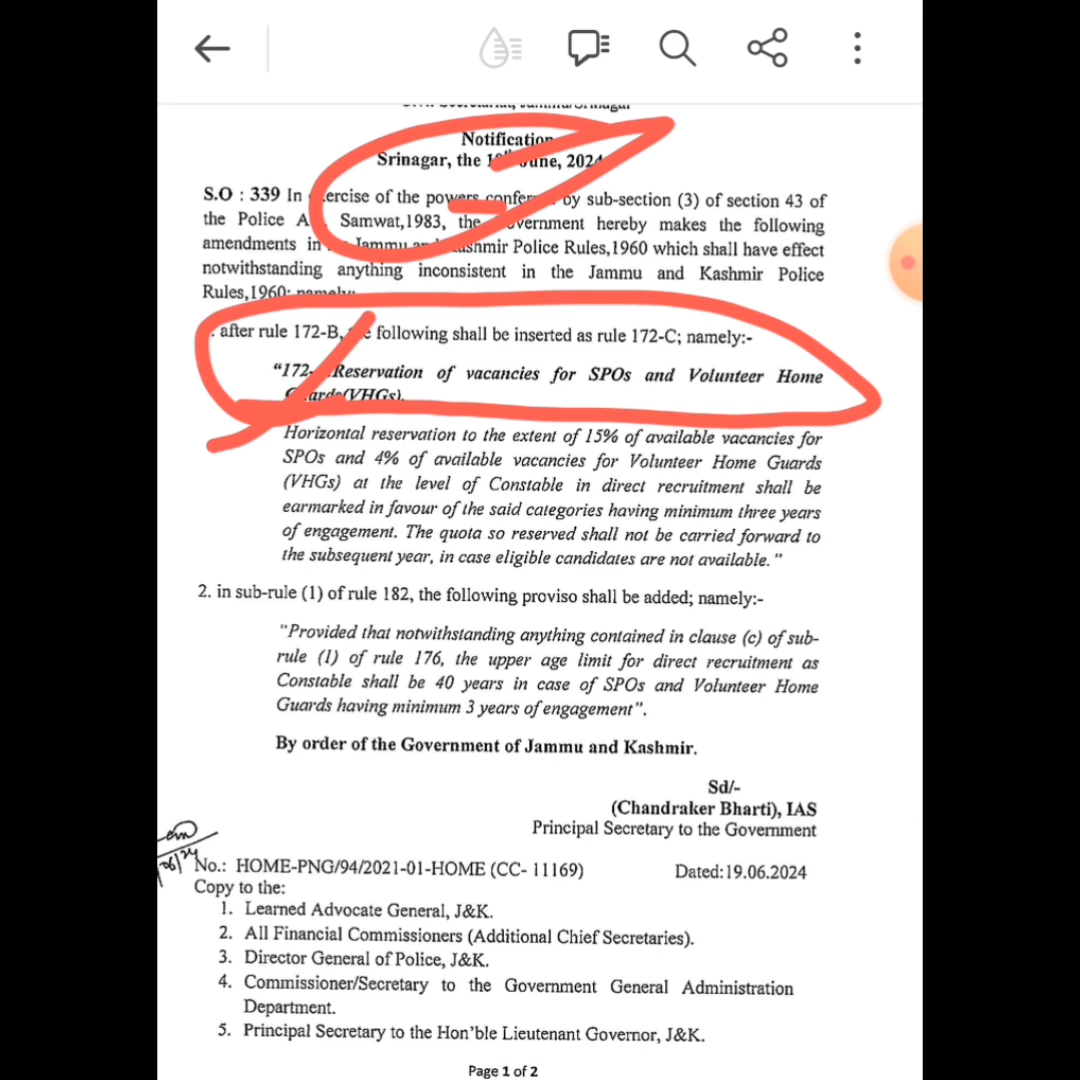 Notification
Srinagar, the June, 2024
S.O : 339 In exercise of the powers conferred by sub-section (3) of section 43 of
the Police Samwat,1983, the Government hereby makes the following
amendments in Jammu and Kashmir Police Rules,1960 which shall have effect
notwithstanding anything inconsistent in the Jammu and Kashmir Police
Rules,1960: namely:
after rule 172-B, the following shall be inserted as rule 172-C; namely:-
"172- Reservation of vacancies for SPOs and Volunteer Home
Guards(VHGs).
Horizontal reservation to the extent of 15% of available vacancies for
SPOs and 4% of available vacancies for Volunteer Home Guards
(VHGs) at the level of Constable in direct recruitment shall be
earmarked in favour of the said categories having minimum three years
of engagement. The quota so reserved shall not be carried forward to
the subsequent year, in case eligible candidates are not available."
2. in sub-rule (1) of rule 182, the following proviso shall be added; namely:-
"Provided that notwithstanding anything contained in clause (c) of sub-
rule (1) of rule 176, the upper age limit for direct recruitment as
Constable shall be 40 years in case of SPOs and Volunteer Home
Guards having minimum 3 years of engagement".
By order of the Government of Jammu and Kashmir.
Sd/-
(Chandraker Bharti), IAS
Principal Secretary to the Government
No.: HOME-PNG/94/2021-01-HOME (CC- 11169) Dated:19.06.2024
Copy to the:
1. Learned Advocate General, J&K.
2. All Financial Commissioners (Additional Chief Secretaries).
3. Director General of Police, J&K.
4. Commissioner/Secretary to the Government General Administration
Department.
5. Principal Secretary to the Hon'ble Lieutenant Governor, J&K.
Page 1 of 2